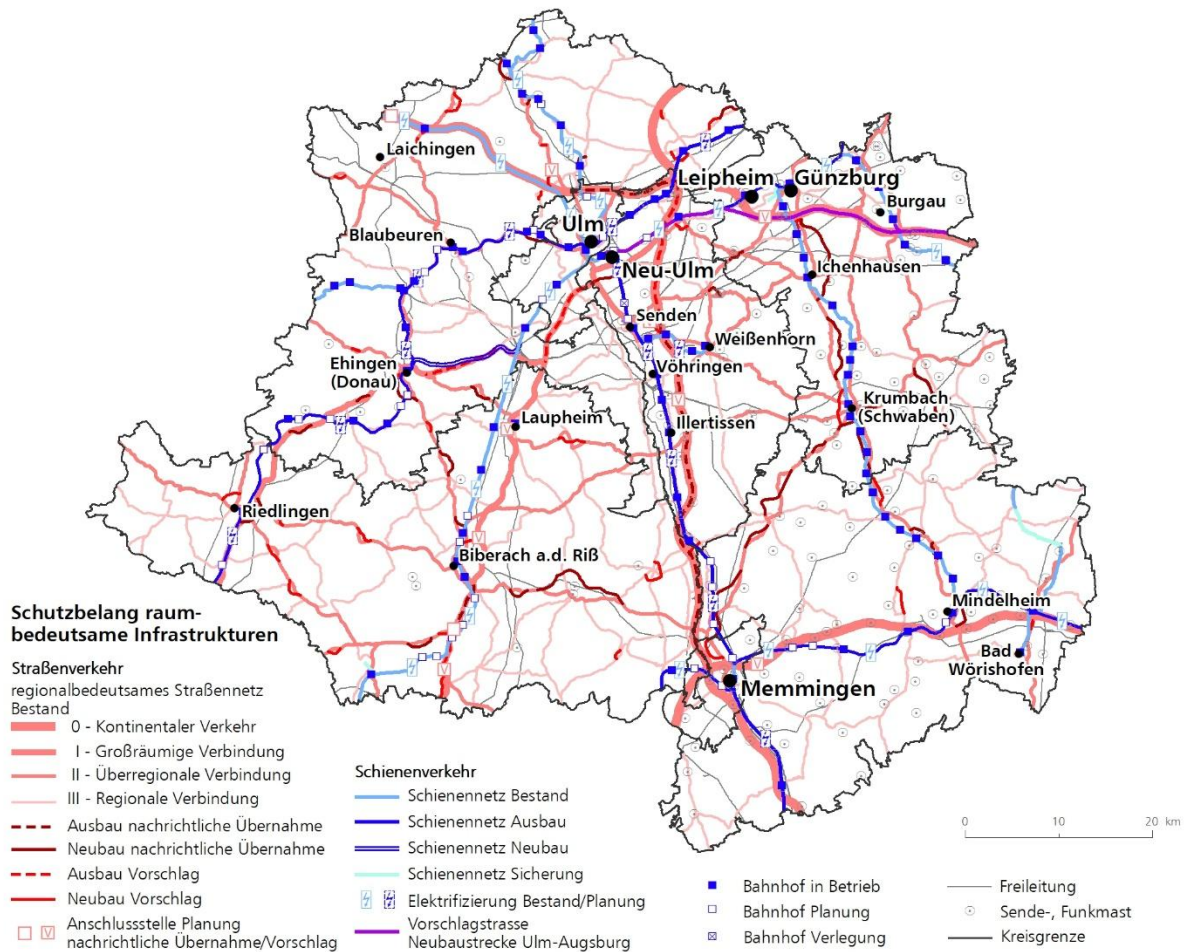 Laichingen
Leipheim
Günzburg
Burgau
Ulm
Blaubeuren
Neu-Ulm
Ichenhausen
Senden
Weißenhorn
Ehingen
(Donau)
Vöhringen
Krumbach
(Schwaben)
Laupheim
Illertissen
Riedlingen
Biberach a.d. Riß
Mindelheim
Bad
Wörishofen
Memmingen
Schutzbelang raum-
bedeutsame Infrastrukturen
Straßenverkehr
regionalbedeutsames Straßennetz
Bestand
0 - Kontinentaler Verkehr
I - Großräumige Verbindung
II - Überregionale Verbindung
III - Regionale Verbindung
Ausbau nachrichtliche Übernahme
Neubau nachrichtliche Übernahme
Ausbau Vorschlag
Neubau Vorschlag
V Anschlussstelle Planung
nachrichtliche Übernahme/Vorschlag
Schienenverkehr
Schienennetz Bestand
Schienennetz Ausbau
Schienennetz Neubau
Schienennetz Sicherung
Elektrifizierung Bestand/Planung
Vorschlagstrasse
Neubaustrecke Ulm-Augsburg
Bahnhof in Betrieb
Bahnhof Planung
Bahnhof Verlegung
0 10 20 km
Freileitung
Sende-, Funkmast
Kreisgrenze